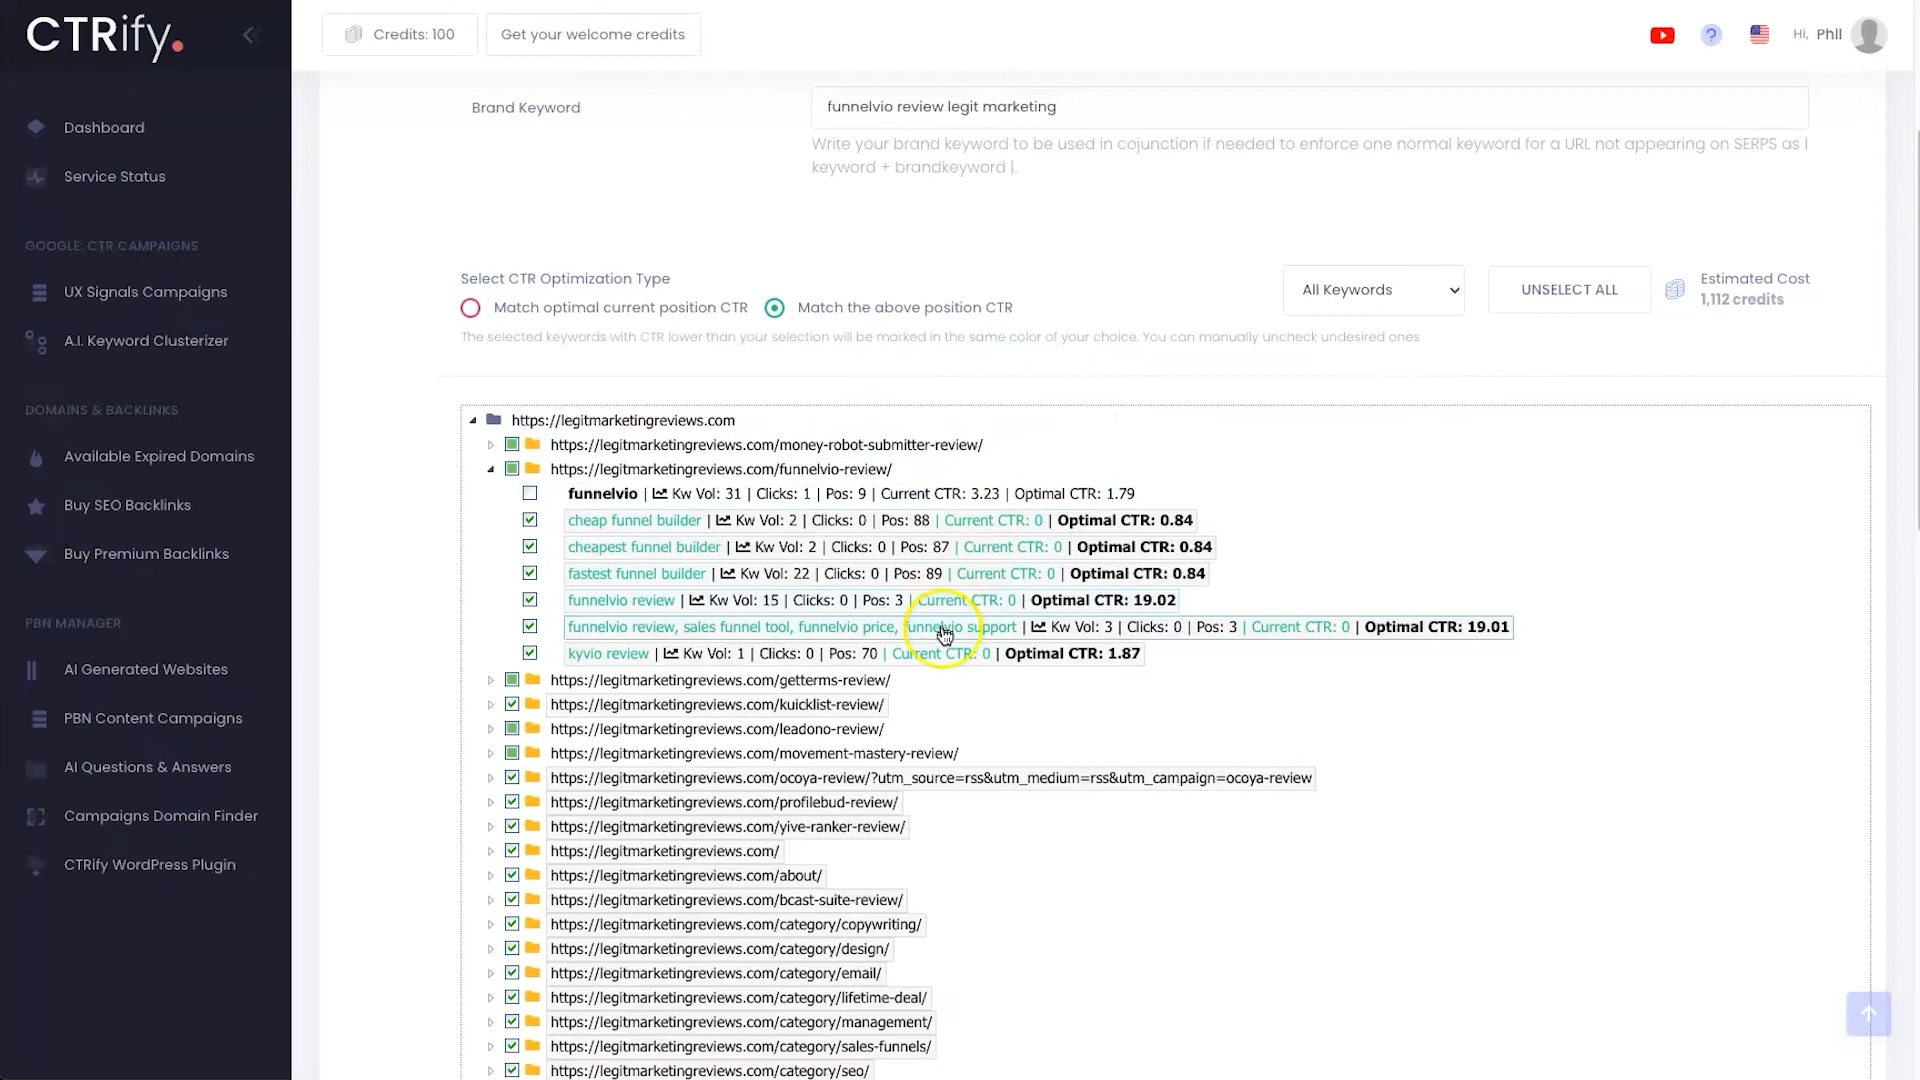 CTRify.
Credits: 100
Get your welcome credits
Hi, Phil
Dashboard
Service Status
GOOGLE: CTR CAMPAIGNS
UX Signals Campaigns
A.I. Keyword Clusterizer
DOMAINS & BACKLINKS
Available Expired Domains
Buy SEO Backlinks
Buy Premium Backlinks
PBN MANAGER
AI Generated Websites
PBN Content Campaigns
AI Questions & Answers
Campaigns Domain Finder
CTRify WordPress Plugin
Brand Keyword
funnelvio review legit marketing
Write your brand keyword to be used in cojunction if needed to enforce one normal keyword for a URL not appearing on SERPS as |
keyword + brandkeyword |.
Select CTR Optimization Type
Match optimal current position CTR
Match the above position CTR
All Keywords
UNSELECT ALL
Estimated Cost
1,112 credits
The selected keywords with CTR lower than your selection will be marked in the same color of your choice. You can manually uncheck undesired ones
https://legitmarketingreviews.com
https://legitmarketingreviews.com/money-robot-submitter-review/
https://legitmarketingreviews.com/funnelvio-review/
funnelvio | Kw Vol: 31 | Clicks: 1 | Pos: 9 | Current CTR: 3.23 | Optimal CTR: 1.79
cheap funnel builder | Kw Vol: 2 | Clicks: 0 | Pos: 88 | Current CTR: 0 | Optimal CTR: 0.84
cheapest funnel builder | Kw Vol: 2 | Clicks: 0 | Pos: 87 | Current CTR: 0 | Optimal CTR: 0.84
fastest funnel builder | Kw Vol: 22 | Clicks: 0 | Pos: 89 | Current CTR: 0 | Optimal CTR: 0.84
funnelvio review | Kw Vol: 15 | Clicks: 0 | Pos: 3 | Current CTR: 0 | Optimal CTR: 19.02
funnelvio review, sales funnel tool, funnelvio price, funnelvio support | Kw Vol: 3 | Clicks: 0 | Pos: 3 | Current CTR: 0 | Optimal CTR: 19.01
kyvio review | Kw Vol: 1 | Clicks: 0 | Pos: 70 | Current CTR: 0 | Optimal CTR: 1.87
https://legitmarketingreviews.com/getterms-review/
https://legitmarketingreviews.com/kuicklist-review/
https://legitmarketingreviews.com/leadono-review/
https://legitmarketingreviews.com/movement-mastery-review/
https://legitmarketingreviews.com/ocoya-review/?utm_source=rss&utm_medium=rss&utm_campaign=ocoya-review
https://legitmarketingreviews.com/profilebud-review/
https://legitmarketingreviews.com/yive-ranker-review/
https://legitmarketingreviews.com/
https://legitmarketingreviews.com/about/
https://legitmarketingreviews.com/bcast-suite-review/
https://legitmarketingreviews.com/category/copywriting/
https://legitmarketingreviews.com/category/design/
https://legitmarketingreviews.com/category/email/
https://legitmarketingreviews.com/category/lifetime-deal/
https://legitmarketingreviews.com/category/management/
https://legitmarketingreviews.com/category/sales-funnels/
https://legitmarketingreviews.com/category/seo/